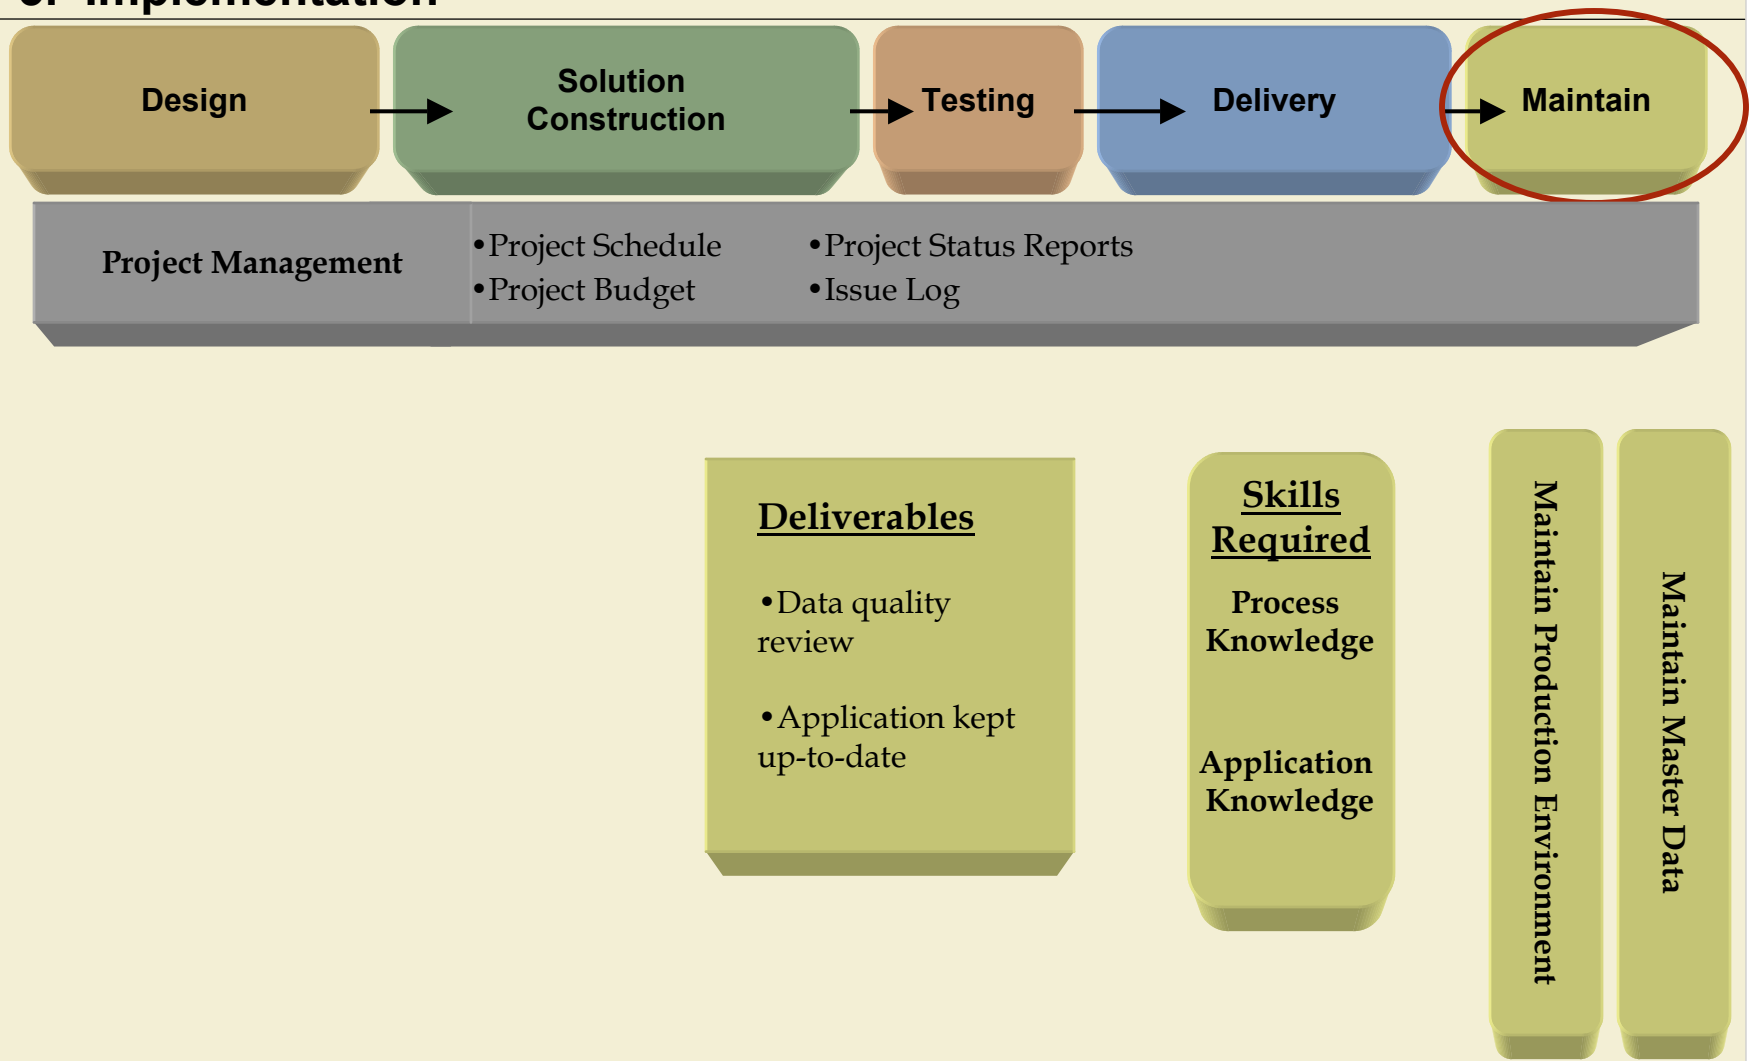 Implementation
Design
Solution
Construction
Testing
Delivery
Maintain
Project Management
•Project Schedule
•Project Budget
•Project Status Reports
•Issue Log
Deliverables
•Data quality
review
•Application kept
up-to-date
Skills
Required
Process
Knowledge
Application
Knowledge
Maintain Production Environment
Maintain Master Data